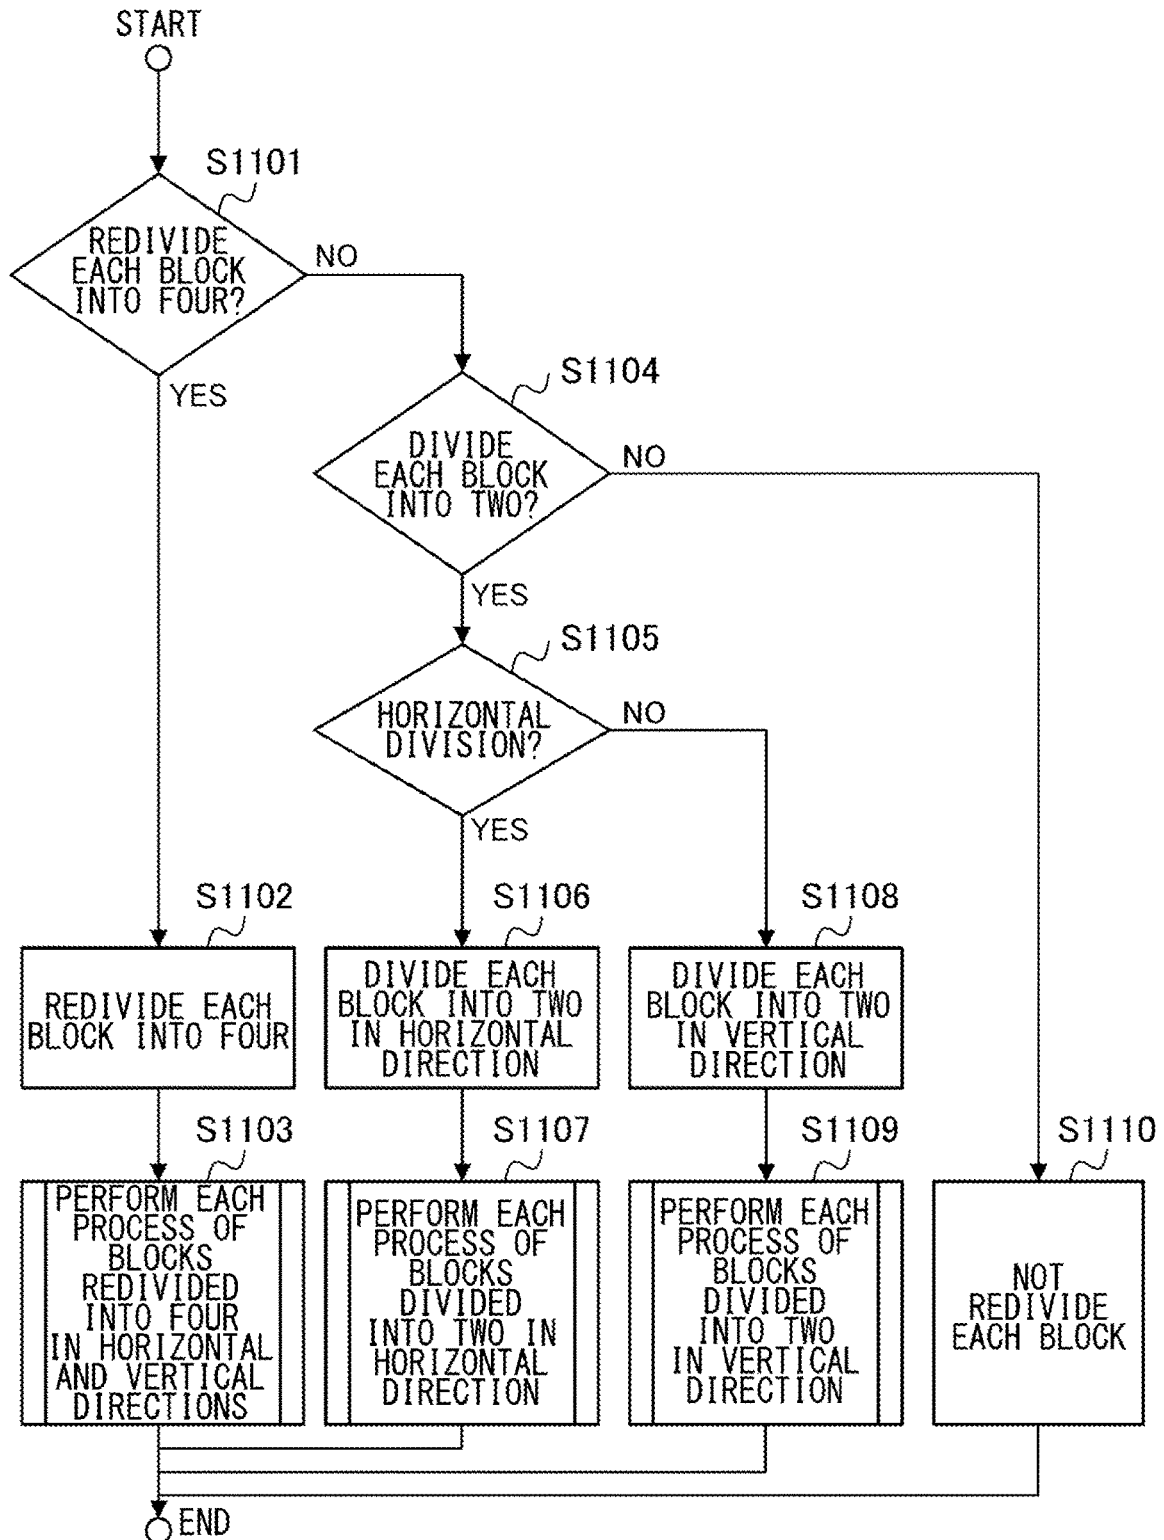 START
S1101
REDIVIDE
EACH BLOCK
INTO FOUR?
NO
YES
S1104
DIVIDE
EACH BLOCK
INTO TWO?
NO
YES
S1105
HORIZONTAL
DIVISION?
NO
YES
S1102
REDIVIDE EACH
BLOCK INTO FOUR
S1106
DIVIDE EACH
BLOCK INTO TWO
IN HORIZONTAL
DIRECTION
S1108
DIVIDE EACH
BLOCK INTO TWO
IN VERTICAL
DIRECTION
S1103
PERFORM EACH
PROCESS OF
BLOCKS
REDIVIDED
INTO FOUR
IN HORIZONTAL
AND VERTICAL
DIRECTIONS
S1107
PERFORM EACH
PROCESS OF
BLOCKS
DIVIDED
INTO TWO IN
HORIZONTAL
DIRECTION
S1109
PERFORM EACH
PROCESS OF
BLOCKS
DIVIDED
INTO TWO
IN VERTICAL
DIRECTION
S1110
NOT
REDIVIDE
EACH BLOCK
END